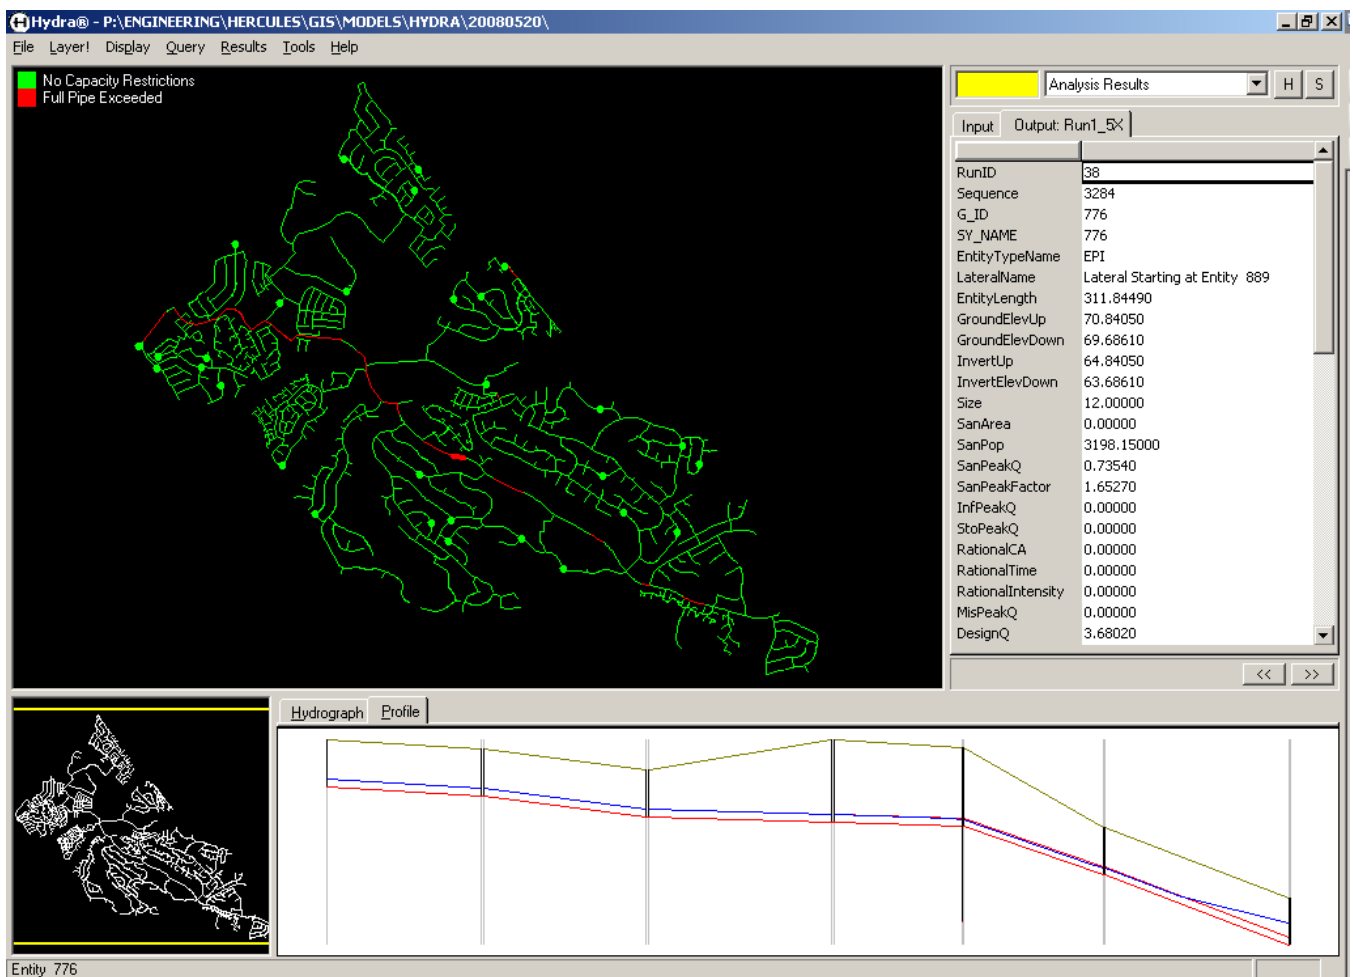 Hydra® - P:\ENGINEERING\HERCULES\GIS\MODELS\HYDRA\20080520\
File Layer! Display Query Results Tools Help
No Capacity Restrictions
Full Pipe Exceeded
Analysis Results
H S
Input Output: Run1_5X
RunID 38
Sequence 3284
G_ID 776
SY_NAME 776
EntityTypeName EPI
LateralName Lateral Starting at Entity 889
EntityLength 311.84490
GroundElevUp 70.84050
GroundElevDown 69.68610
InvertUp 64.84050
InvertElevDown 63.68610
Size 12.00000
SanArea 0.00000
SanPop 3198.15000
SanPeakQ 0.73540
SanPeakFactor 1.65270
InfPeakQ 0.00000
StoPeakQ 0.00000
RationalCA 0.00000
RationalTime 0.00000
RationalIntensity 0.00000
MisPeakQ 0.00000
DesignQ 3.68020
<< >>
Hydrograph Profile
Entity 776